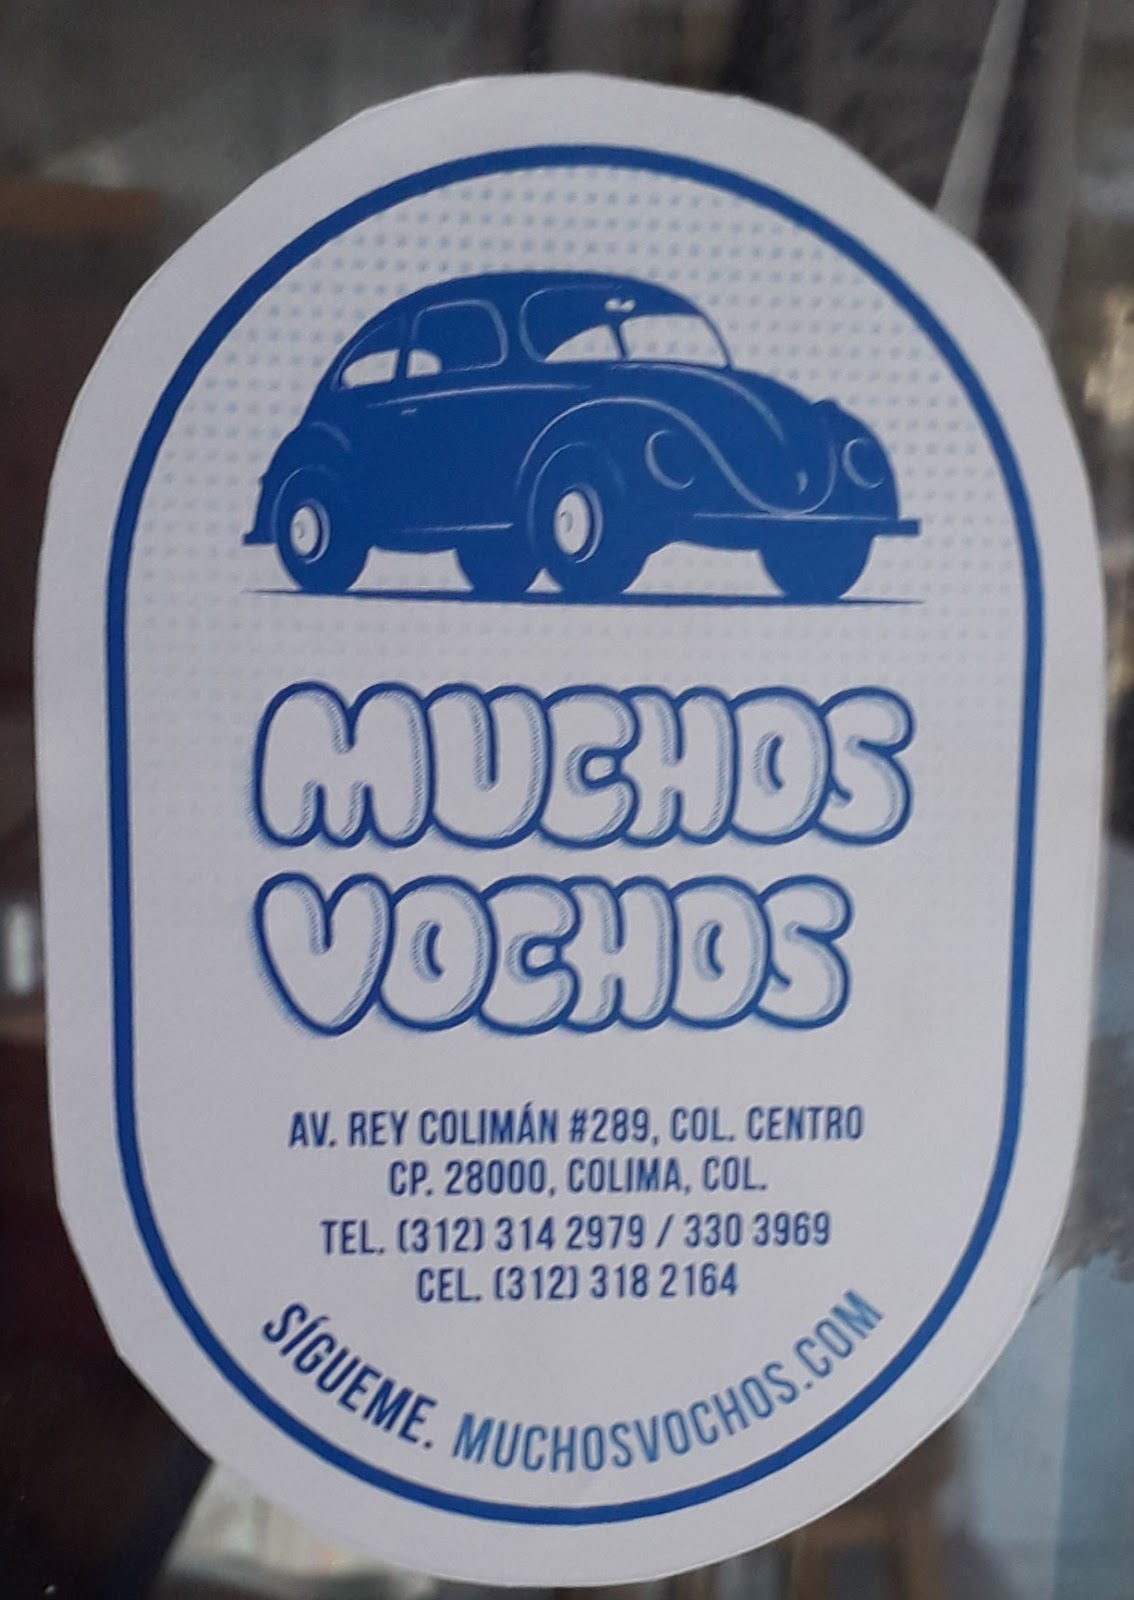 MUCHOS
VOCHOS
AV. REY COLIMÁN #289, COL. CENTRO
CP. 28000, COLIMA, COL.
TEL. (312) 314 2979 / 330 3969
CEL. (312) 318 2164
SÍGUEME. MUCHOSVOCHOS.COM